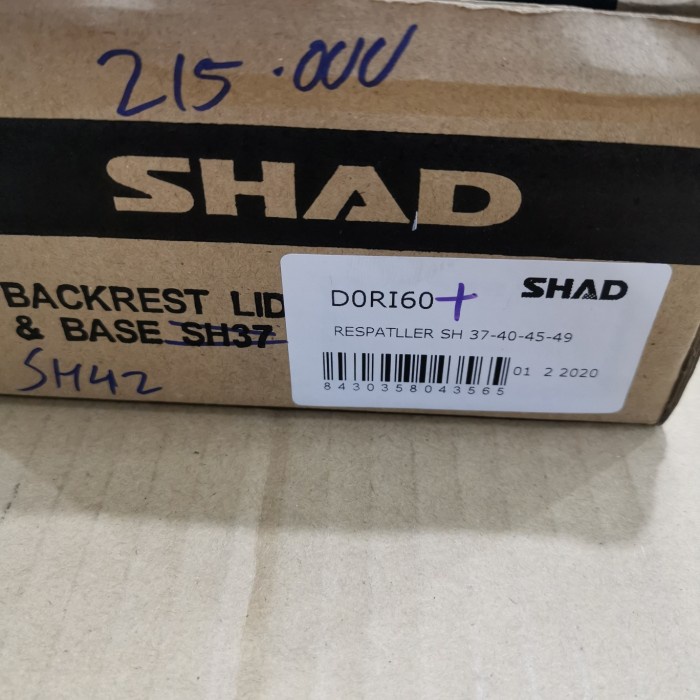 215.000
SHAD
BACKREST LID
& BASE SH37
SH42
D0RI60+
SHAD
RESPATLLER SH 37-40-45-49
8430358043565
01 2 2020